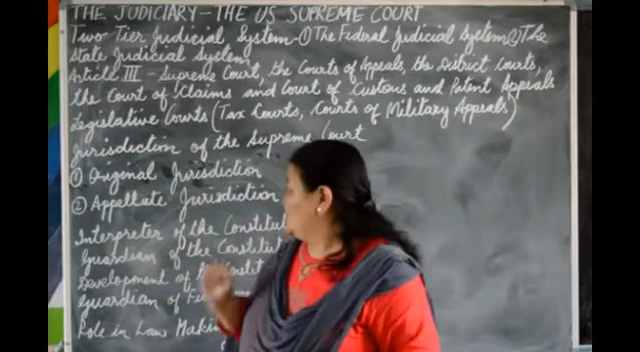 THE JUDICIARY - THE US SUPREME COURT
Two Tier Judicial System - ① The Federal Judicial System ② The
State Judicial System
Article III - Supreme Court, the Courts of Appeals, the District Courts,
the Court of Claims and Court of Customs and Patent Appeals
Legislative Courts (Tax Courts, Courts of Military Appeals)
Jurisdiction of the Supreme Court
① Original Jurisdiction
② Appellate Jurisdiction
Interpreter of the Constitut
Guardian of the Constitut
Development of
Guardian of
Role in Law Makin